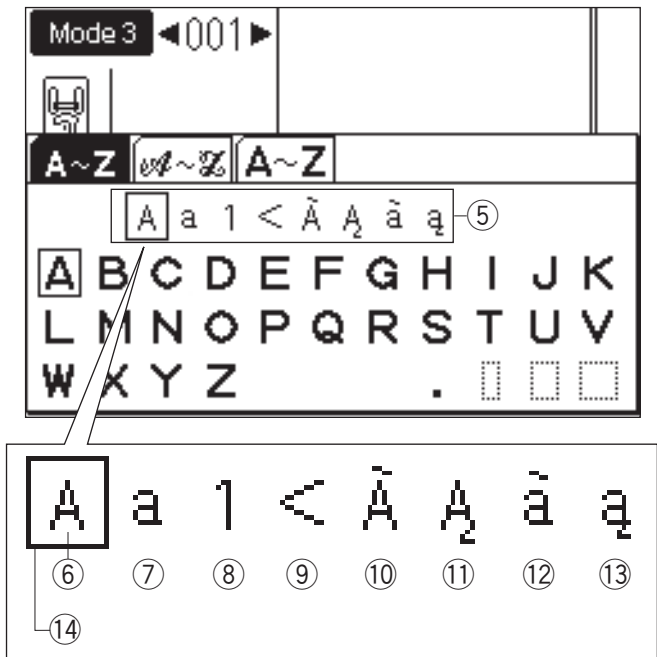 Mode 3 ◀001▶
A~Z 𝒜~𝒵 A~Z
A a 1 < Ã Ą ã ą ⑤
A B C D E F G H I J K
L M N O P Q R S T U V
W X Y Z .
A a 1 < Ã Ą ã ą
⑥ ⑦ ⑧ ⑨ ⑩ ⑪ ⑫ ⑬
⑭